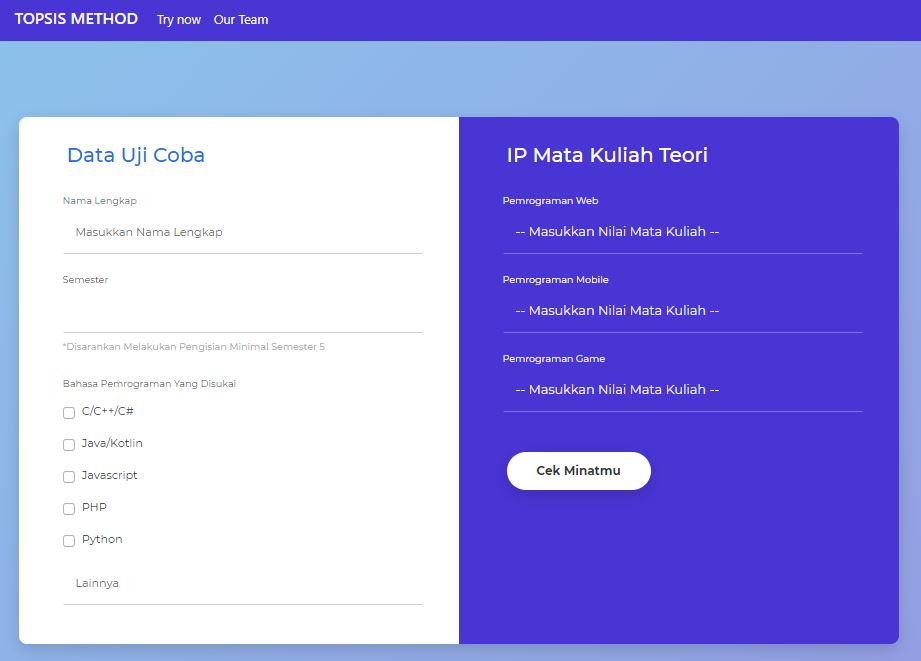 TOPSIS METHOD Try now Our Team
Data Uji Coba
Nama Lengkap
Masukkan Nama Lengkap
Semester
*Disarankan Melakukan Pengisian Minimal Semester 5
Bahasa Pemrograman Yang Disukai
C/C++/C#
Java/Kotlin
Javascript
PHP
Python
Lainnya
IP Mata Kuliah Teori
Pemrograman Web
-- Masukkan Nilai Mata Kuliah --
Pemrograman Mobile
-- Masukkan Nilai Mata Kuliah --
Pemrograman Game
-- Masukkan Nilai Mata Kuliah --
Cek Minatmu